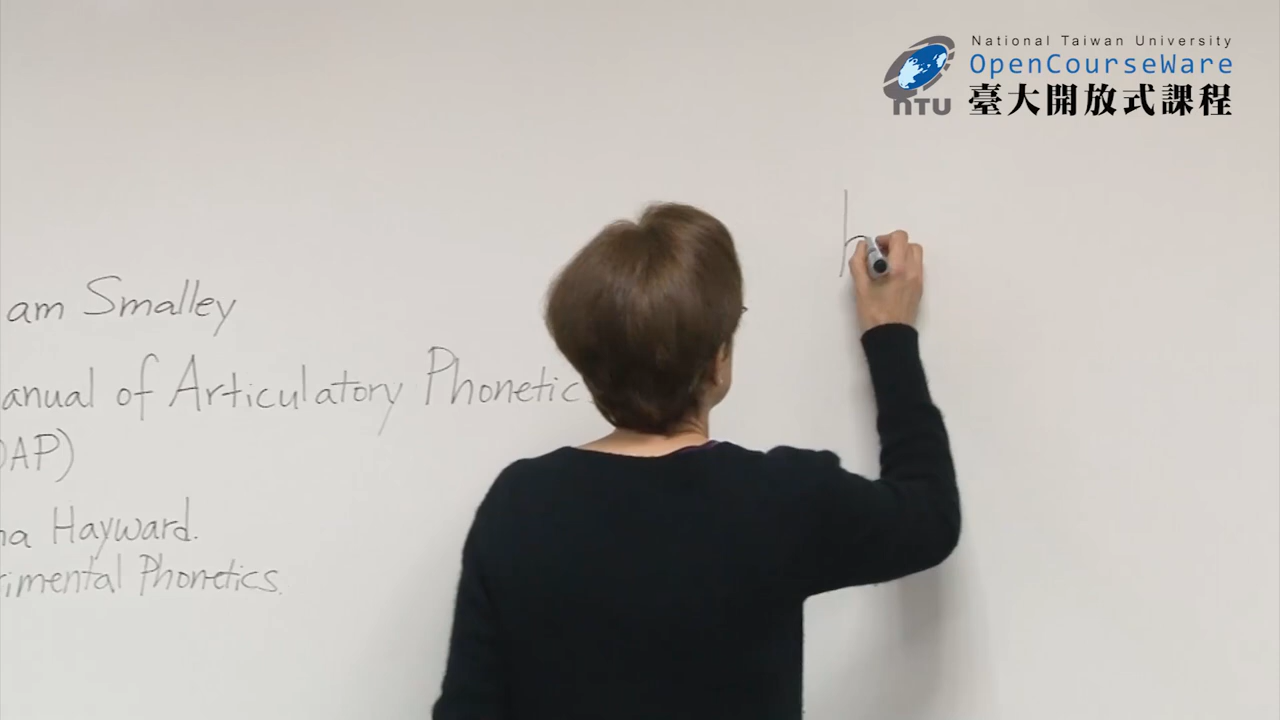 National Taiwan University
OpenCourseWare
臺大開放式課程
NTU
am Smalley
anual of Articulatory Phonetic
DAP)
na Hayward.
rimental Phonetics.
h